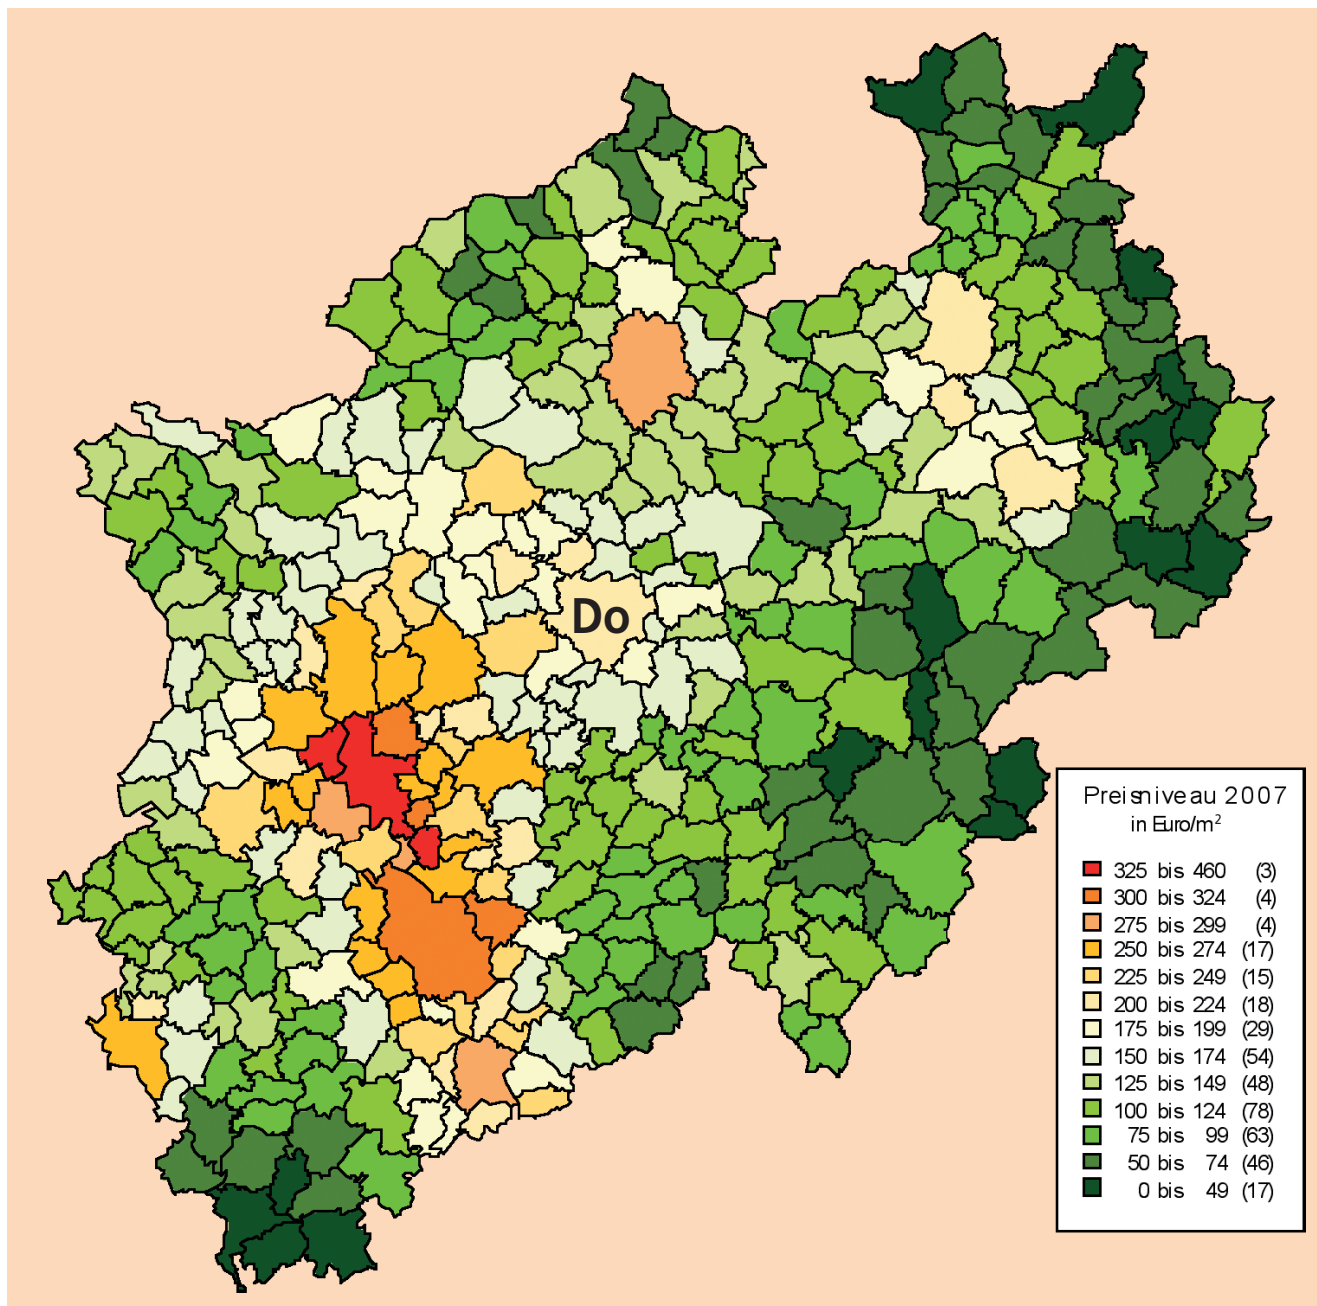 Do
Preisniveau 2007
in Euro/m²
325 bis 460 (3)
300 bis 324 (4)
275 bis 299 (4)
250 bis 274 (17)
225 bis 249 (15)
200 bis 224 (18)
175 bis 199 (29)
150 bis 174 (54)
125 bis 149 (48)
100 bis 124 (78)
75 bis 99 (63)
50 bis 74 (46)
0 bis 49 (17)